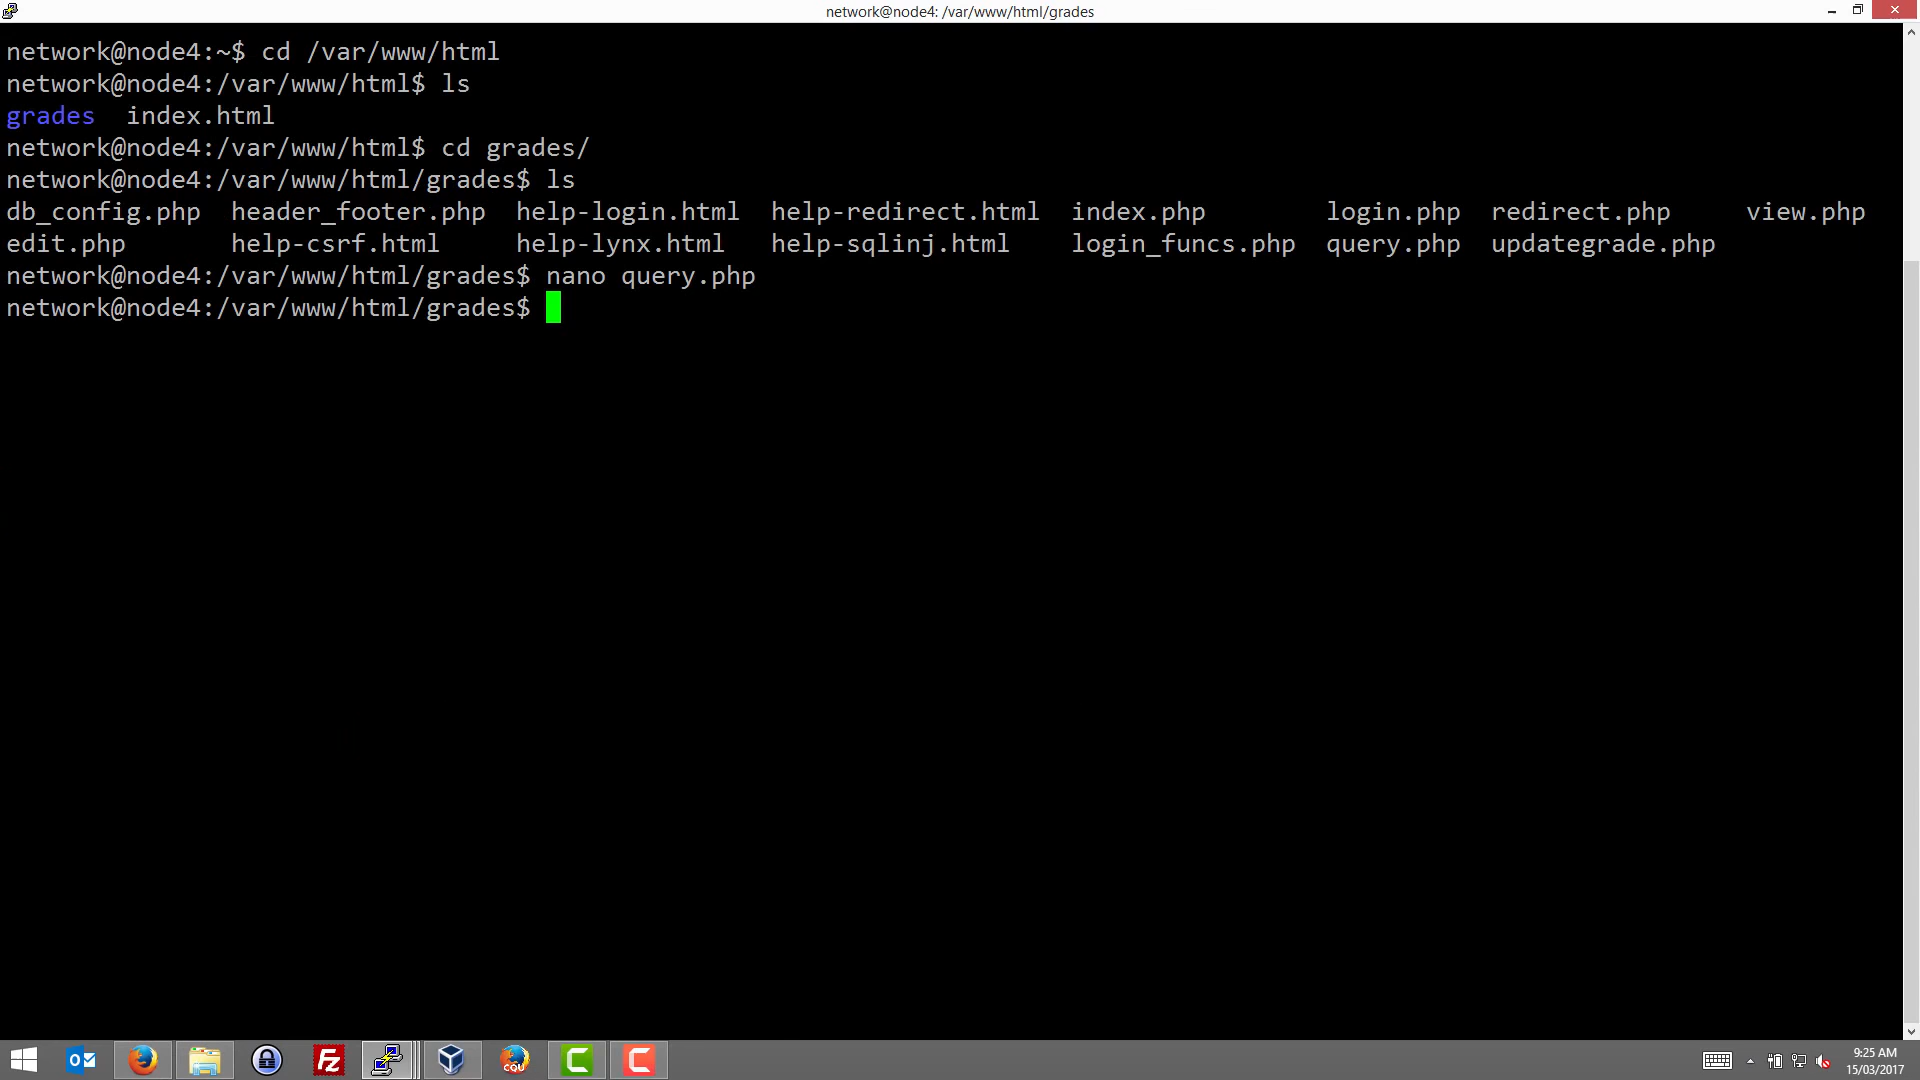 network@node4: /var/www/html/grades
network@node4:~$ cd /var/www/html
network@node4:/var/www/html$ ls
grades  index.html
network@node4:/var/www/html$ cd grades/
network@node4:/var/www/html/grades$ ls
db_config.php  header_footer.php  help-login.html  help-redirect.html  index.php        login.php  redirect.php     view.php
edit.php       help-csrf.html     help-lynx.html   help-sqlinj.html    login_funcs.php  query.php  updategrade.php
network@node4:/var/www/html/grades$ nano query.php
network@node4:/var/www/html/grades$
CQU
9:25 AM
15/03/2017